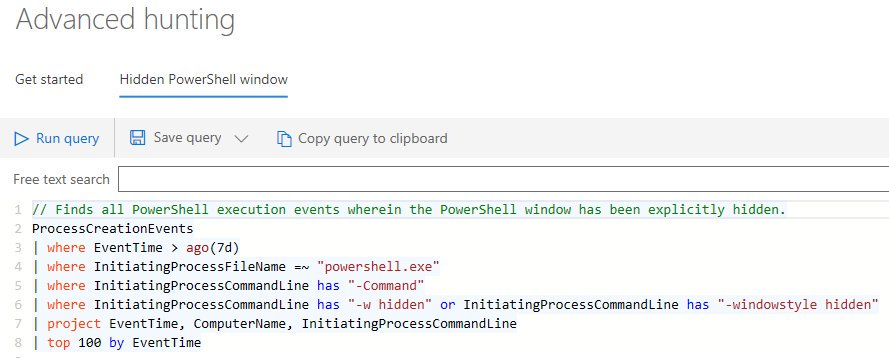 Advanced hunting
Get started Hidden PowerShell window
Run query Save query Copy query to clipboard
Free text search
1 // Finds all PowerShell execution events wherein the PowerShell window has been explicitly hidden.
2 ProcessCreationEvents
3 | where EventTime > ago(7d)
4 | where InitiatingProcessFileName =~ "powershell.exe"
5 | where InitiatingProcessCommandLine has "-Command"
6 | where InitiatingProcessCommandLine has "-w hidden" or InitiatingProcessCommandLine has "-windowstyle hidden"
7 | project EventTime, ComputerName, InitiatingProcessCommandLine
8 | top 100 by EventTime